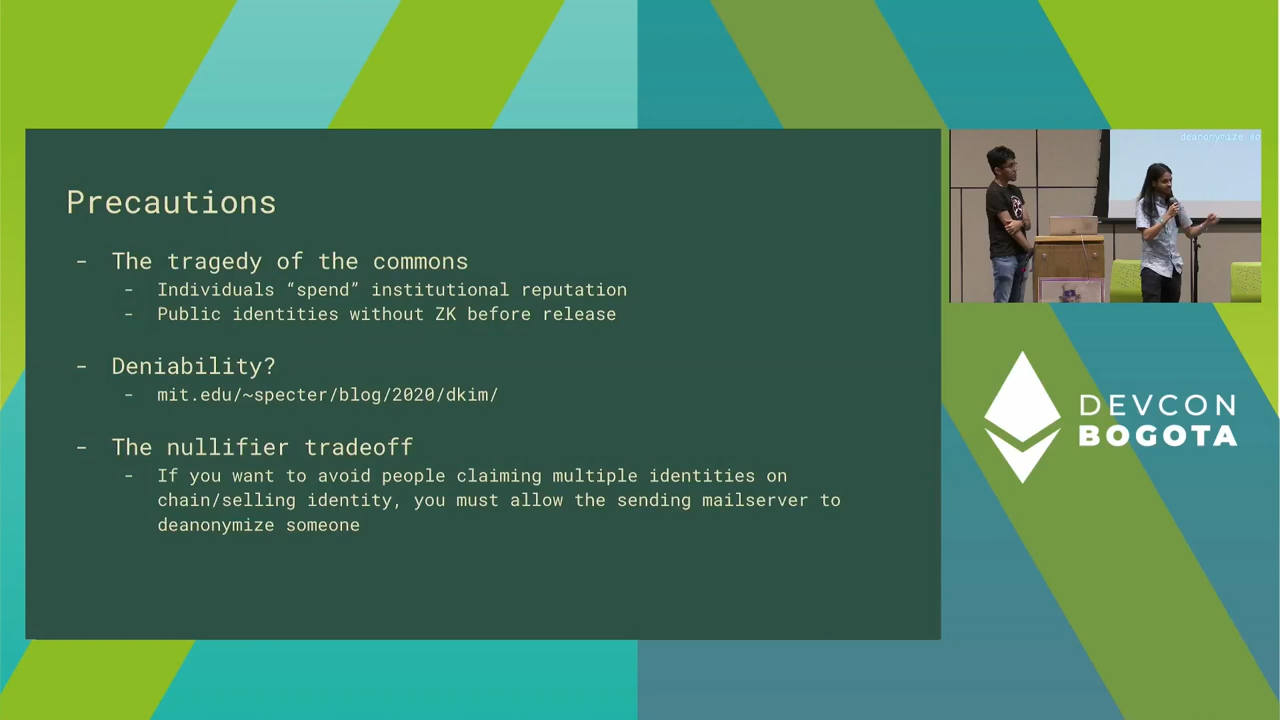 Precautions
- The tragedy of the commons
- Individuals “spend” institutional reputation
- Public identities without ZK before release
- Deniability?
- mit.edu/~specter/blog/2020/dkim/
- The nullifier tradeoff
- If you want to avoid people claiming multiple identities on
chain/selling identity, you must allow the sending mailserver to
deanonymize someone
deanonymize so
DEVCON
BOGOTA